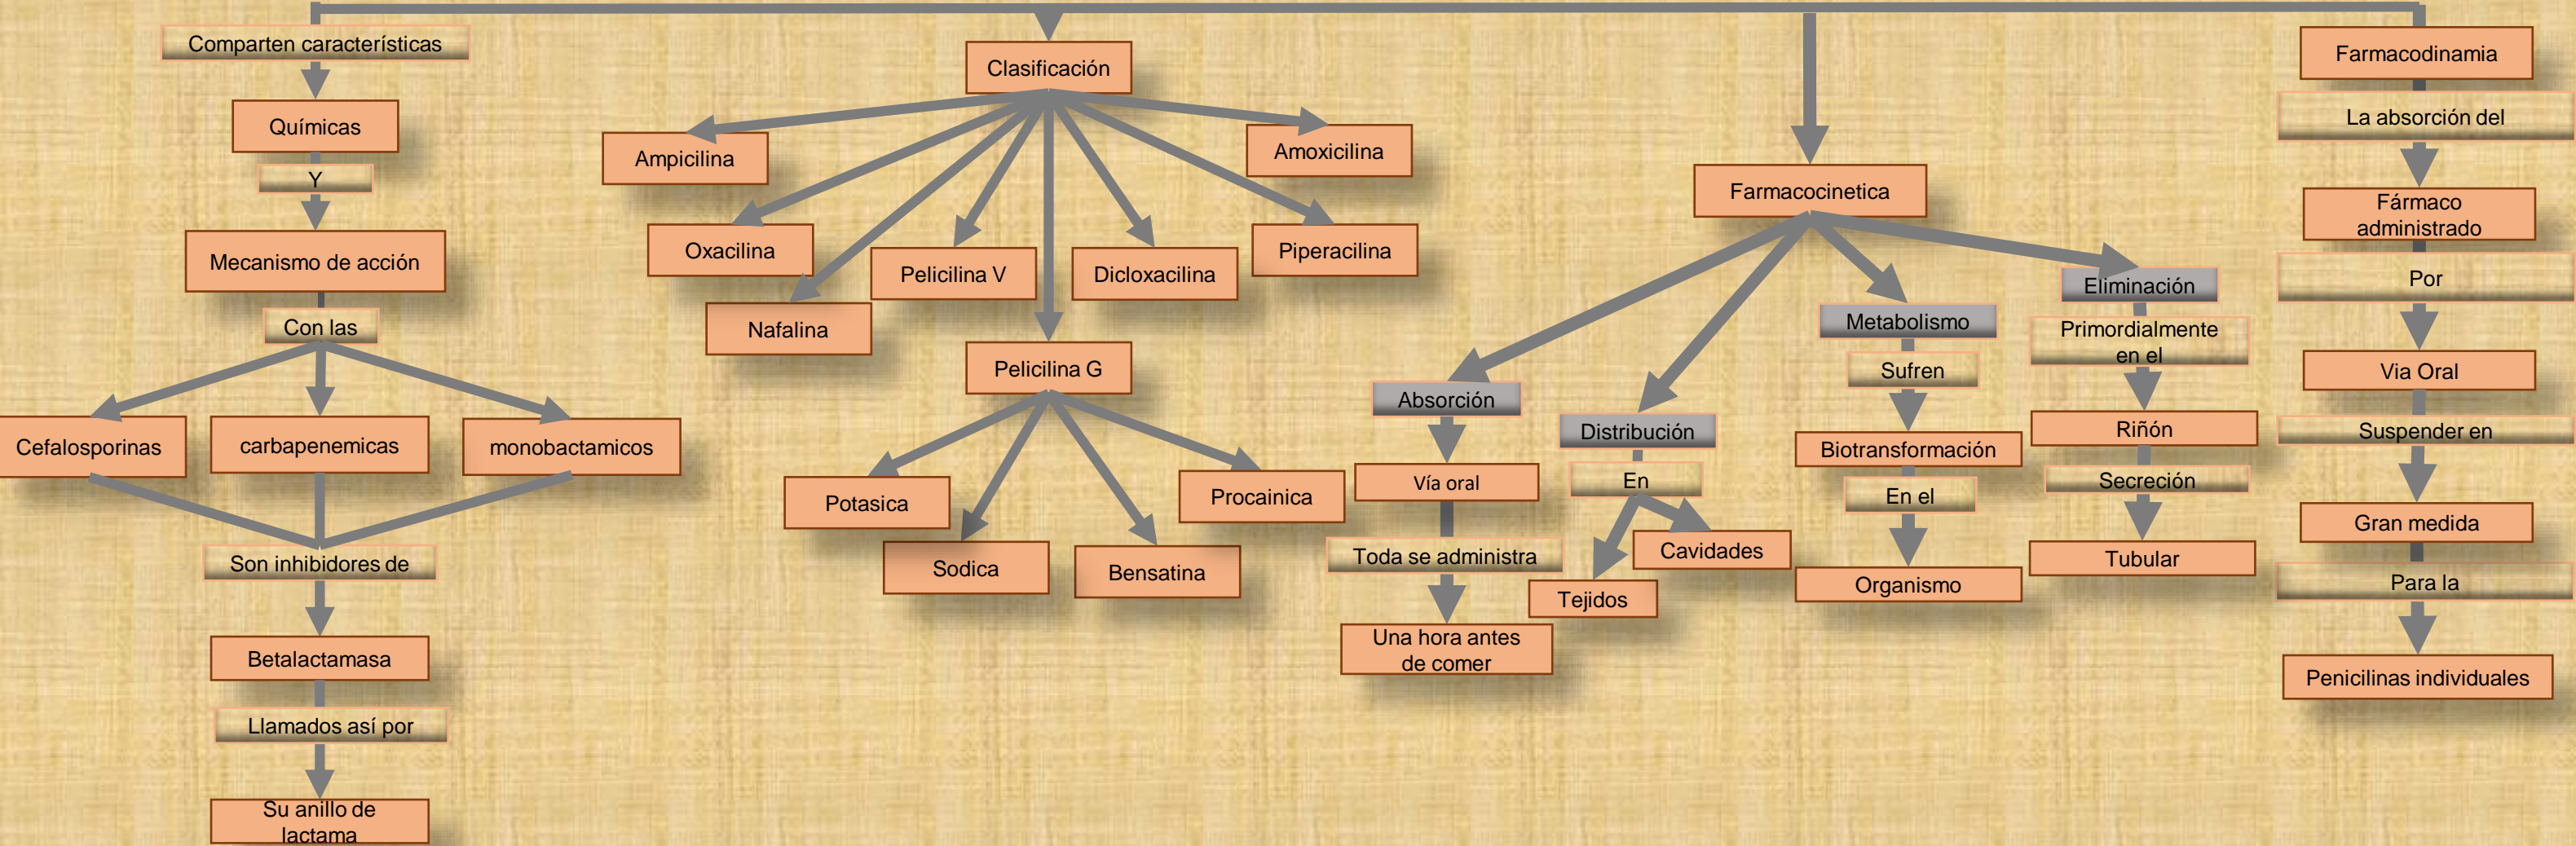 Comparten características
Químicas
Y
Mecanismo de acción
Con las
Cefalosporinas
carbapenemicas
monobactamicos
Son inhibidores de
Betalactamasa
Llamados así por
Su anillo de
lactama
Clasificación
Ampicilina
Amoxicilina
Oxacilina
Pelicilina V
Dicloxacilina
Piperacilina
Nafalina
Pelicilina G
Potasica
Sodica
Bensatina
Procainica
Farmacocinetica
Absorción
Vía oral
Toda se administra
Una hora antes
de comer
Distribución
En
Tejidos
Cavidades
Metabolismo
Sufren
Biotransformación
En el
Organismo
Eliminación
Primordialmente
en el
Riñón
Secreción
Tubular
Farmacodinamia
La absorción del
Fármaco
administrado
Por
Via Oral
Suspender en
Gran medida
Para la
Penicilinas individuales